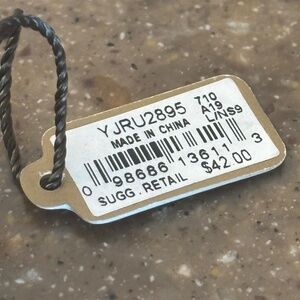 YJRU2895 710
MADE IN CHINA A19
L/NS9
0 98686 13611 3
SUGG. RETAIL $42.00